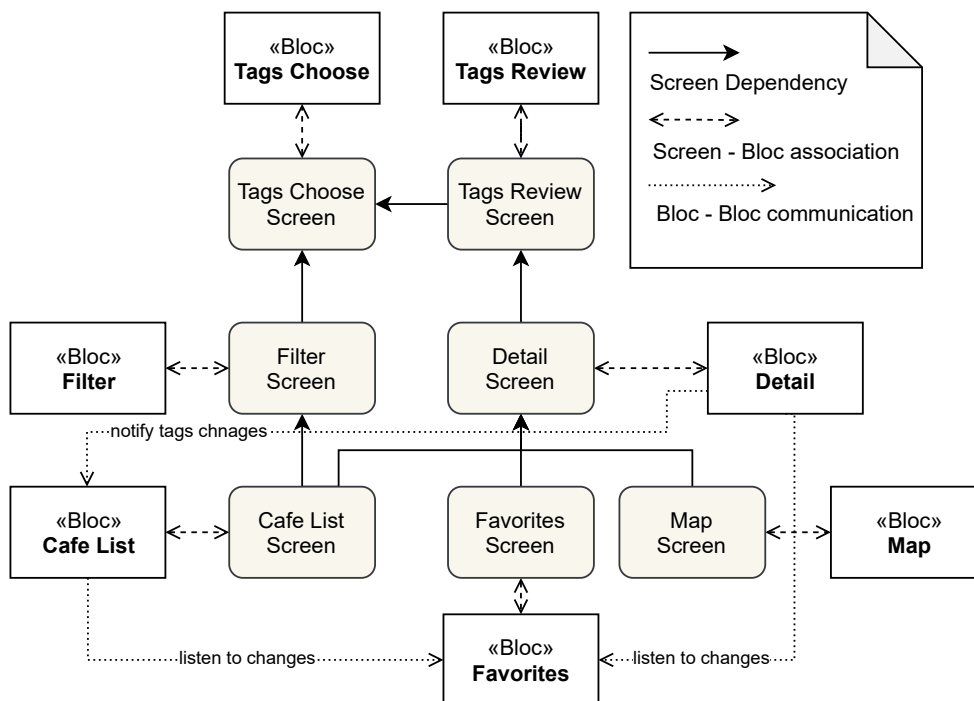 «Bloc»
Tags Choose
«Bloc»
Tags Review
Screen Dependency
Screen - Bloc association
Bloc - Bloc communication
Tags Choose
Screen
Tags Review
Screen
«Bloc»
Filter
Filter
Screen
Detail
Screen
«Bloc»
Detail
notify tags chnages
«Bloc»
Cafe List
Cafe List
Screen
Favorites
Screen
Map
Screen
«Bloc»
Map
listen to changes
«Bloc»
Favorites
listen to changes